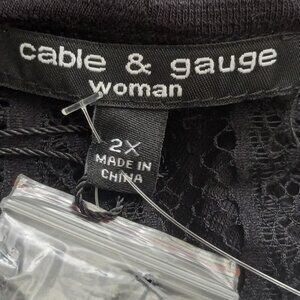 cable & gauge
woman
2X
MADE IN
CHINA